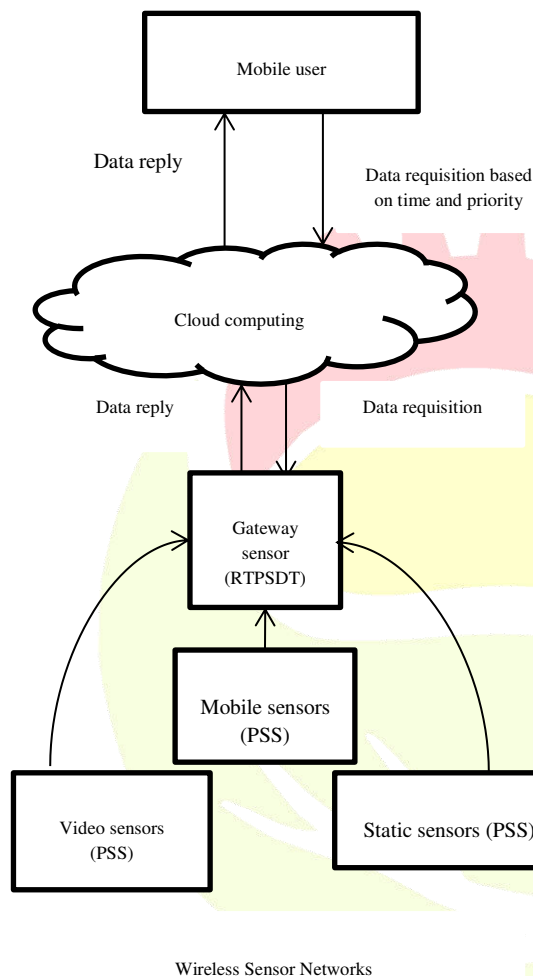 Mobile user
Data reply
Data requisition based
on time and priority
Cloud computing
Data reply
Data requisition
Gateway
sensor
(RTPSDT)
Mobile sensors
(PSS)
Video sensors
(PSS)
Static sensors (PSS)
Wireless Sensor Networks